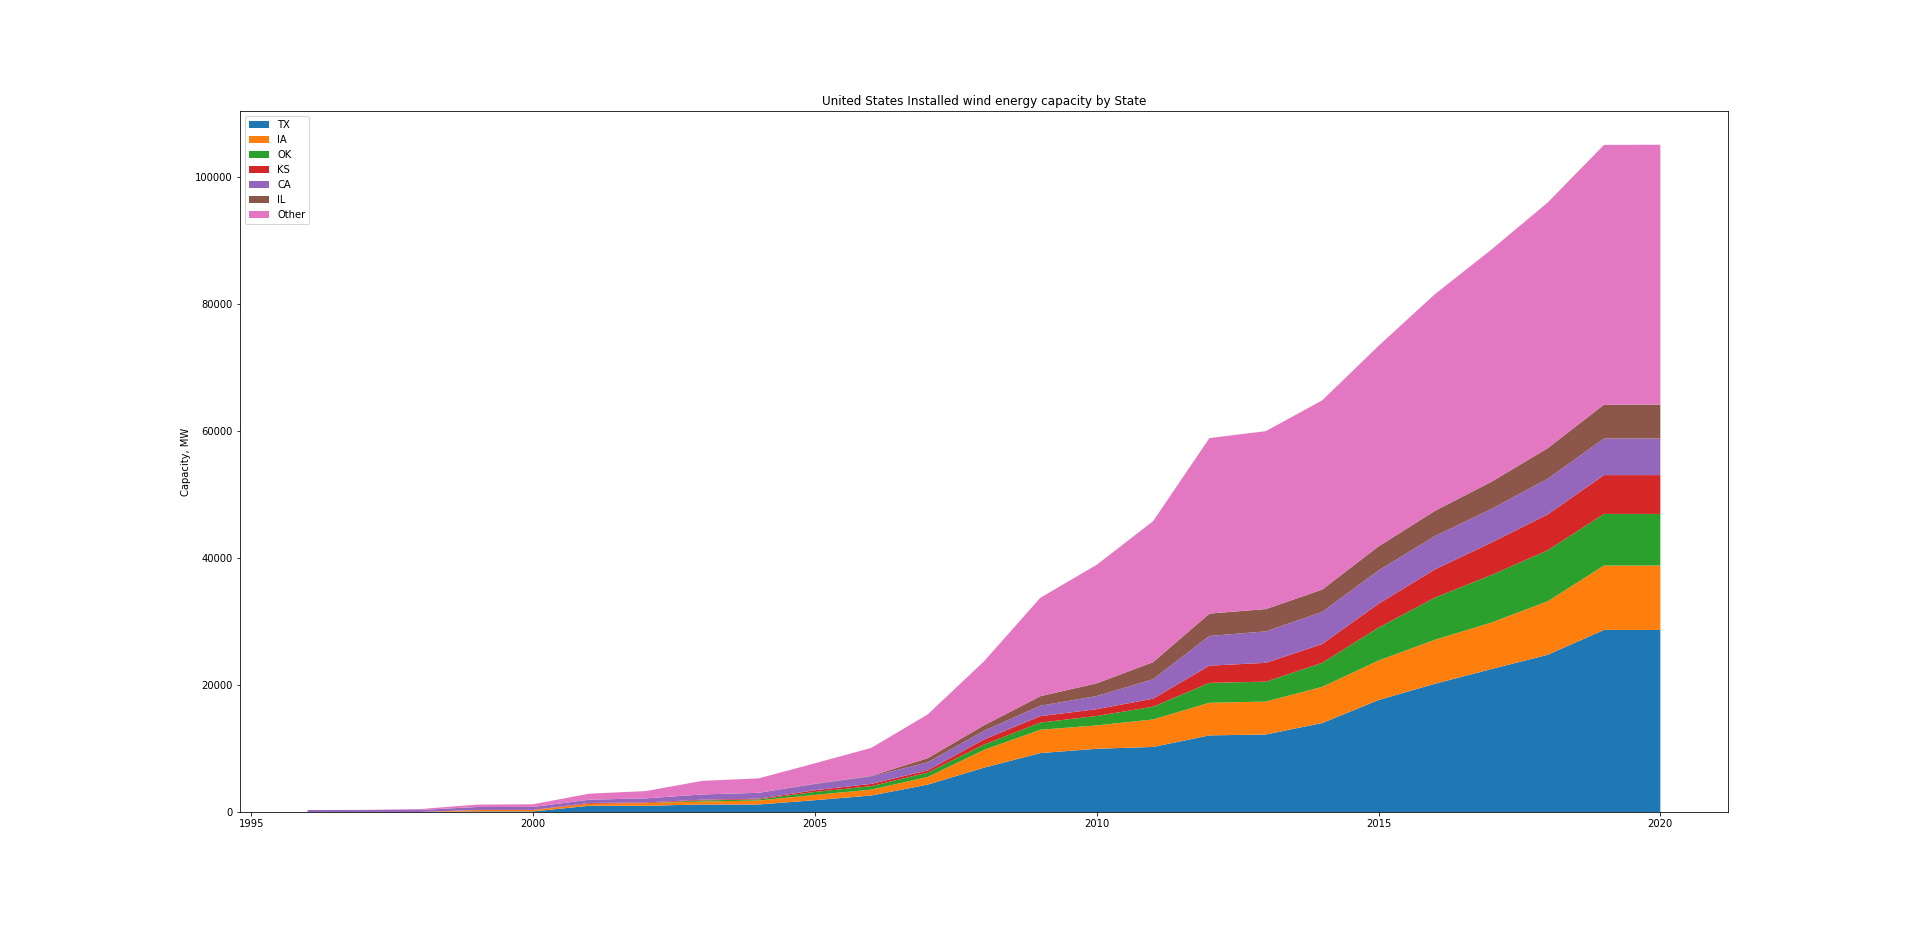 United States Installed wind energy capacity by State
TX
IA
OK
KS
CA
IL
Other
100000
80000
60000
40000
20000
0
Capacity, MW
1995 2000 2005 2010 2015 2020